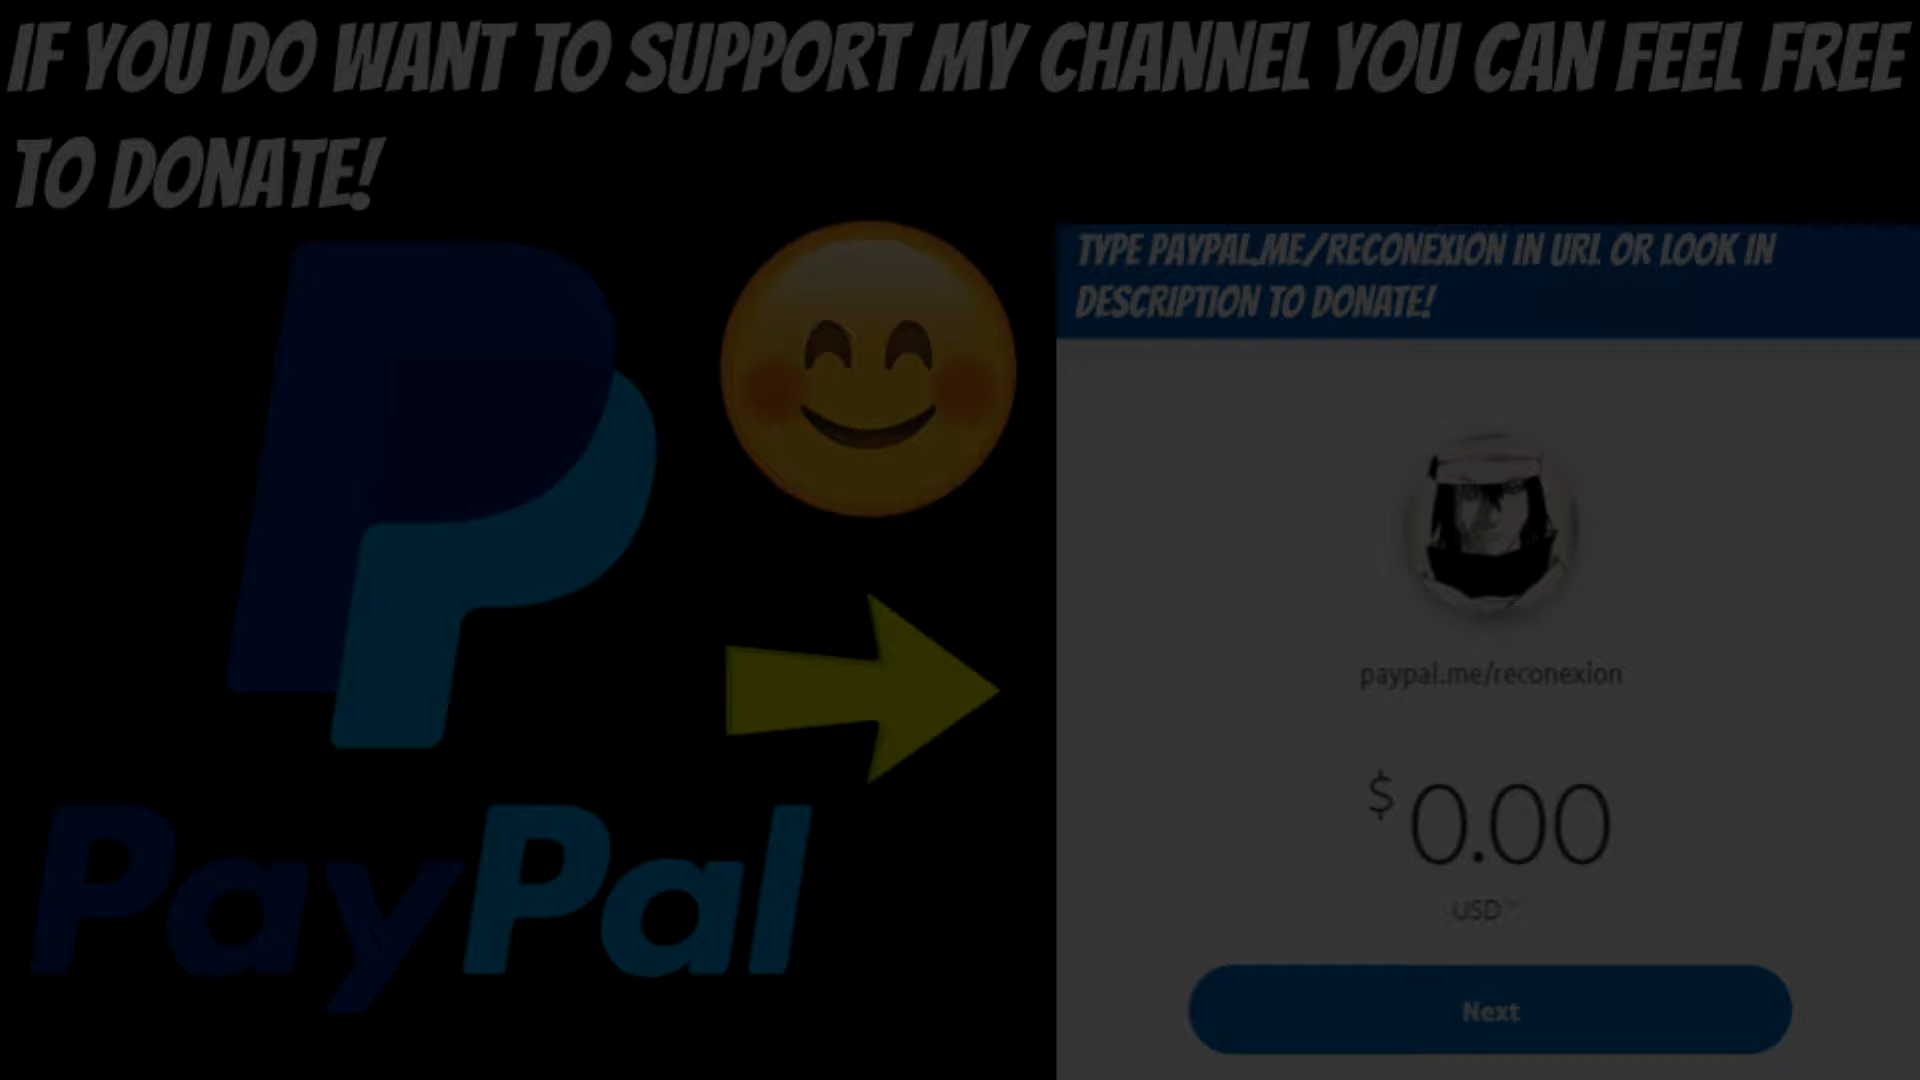 IF YOU DO WANT TO SUPPORT MY CHANNEL YOU CAN FEEL FREE
TO DONATE!
TYPE PAYPAL.ME/RECONEXION IN URL OR LOOK IN
DESCRIPTION TO DONATE!
paypal.me/reconexion
$0.00
USD
Next
PayPal